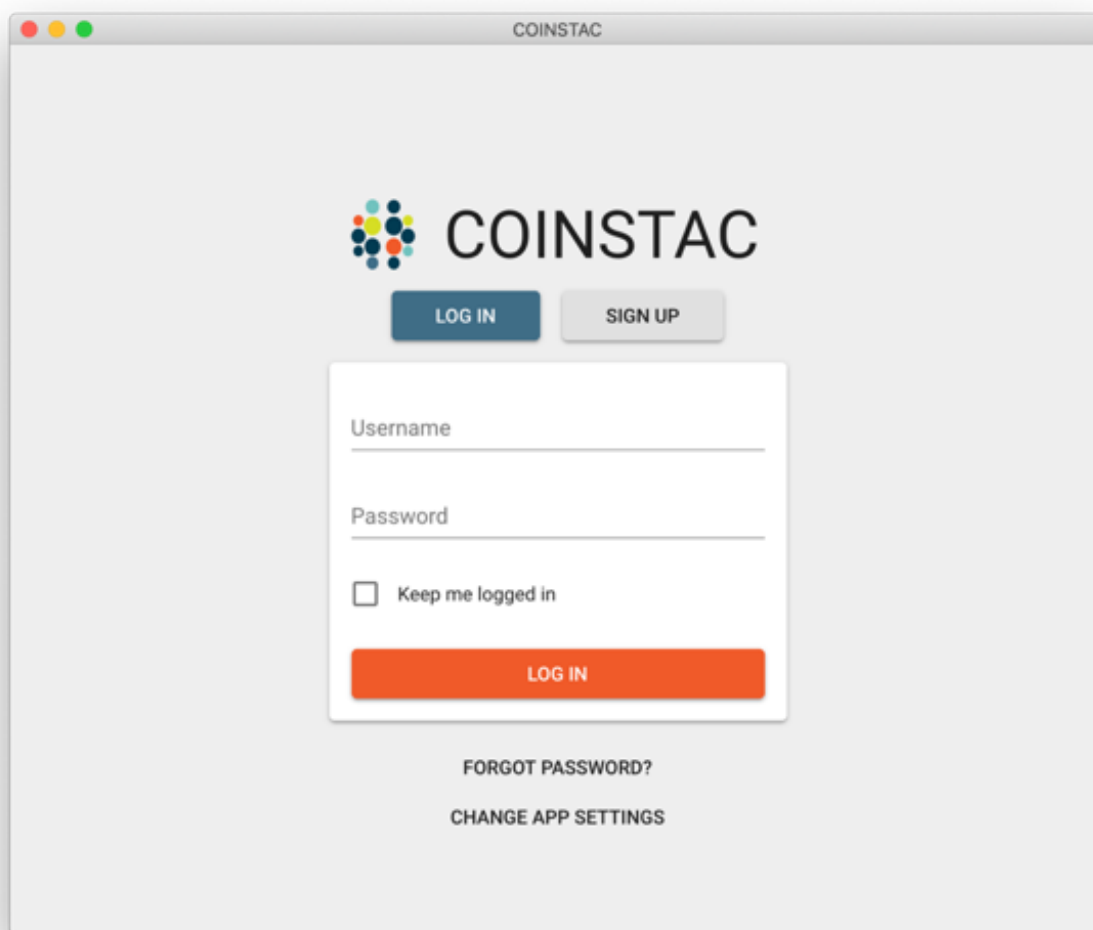 COINSTAC
COINSTAC
LOG IN SIGN UP
Username
Password
Keep me logged in
LOG IN
FORGOT PASSWORD?
CHANGE APP SETTINGS